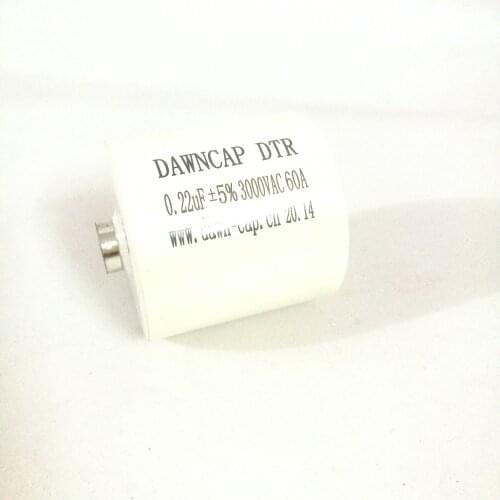 DAWNCAP DTR
0.22uF ±5% 3000VAC 60A
www.dawn-cap.cn 20.14